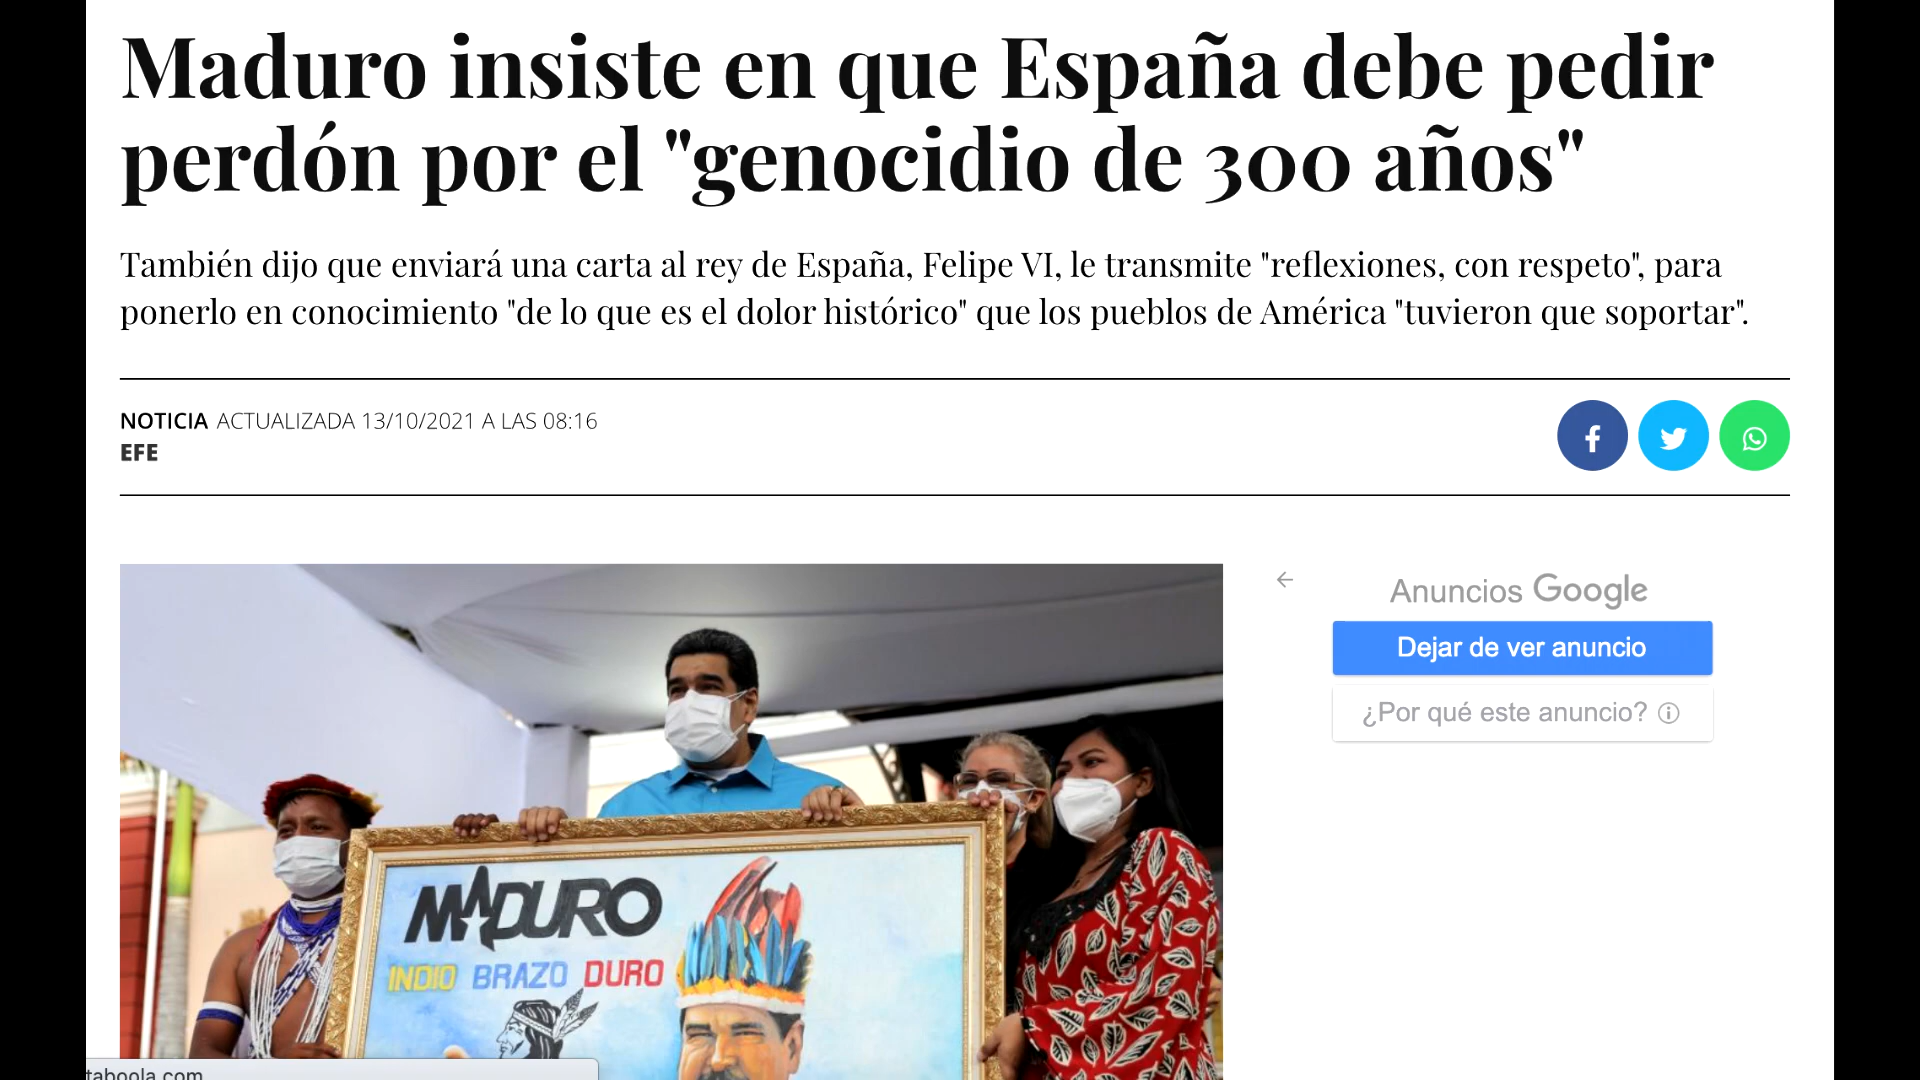 Maduro insiste en que España debe pedir
perdón por el "genocidio de 300 años"
También dijo que enviará una carta al rey de España, Felipe VI, le transmite "reflexiones, con respeto", para
ponerlo en conocimiento "de lo que es el dolor histórico" que los pueblos de América "tuvieron que soportar".
NOTICIA ACTUALIZADA 13/10/2021 A LAS 08:16
EFE
Anuncios Google
Dejar de ver anuncio
¿Por qué este anuncio?
MADURO
INDIO BRAZO DURO
taboola.com